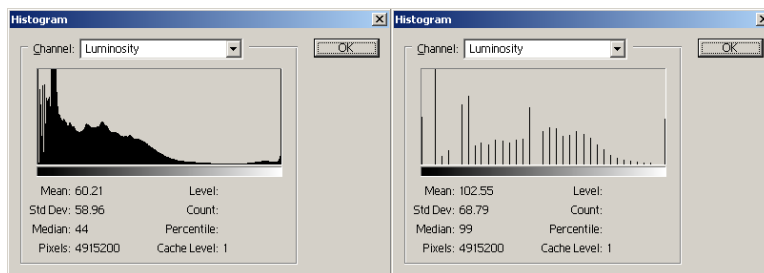 Histogram
Channel: Luminosity
OK
Mean: 60.21 Level:
Std Dev: 58.96 Count:
Median: 44 Percentile:
Pixels: 4915200 Cache Level: 1
Histogram
Channel: Luminosity
OK
Mean: 102.55 Level:
Std Dev: 68.79 Count:
Median: 99 Percentile:
Pixels: 4915200 Cache Level: 1